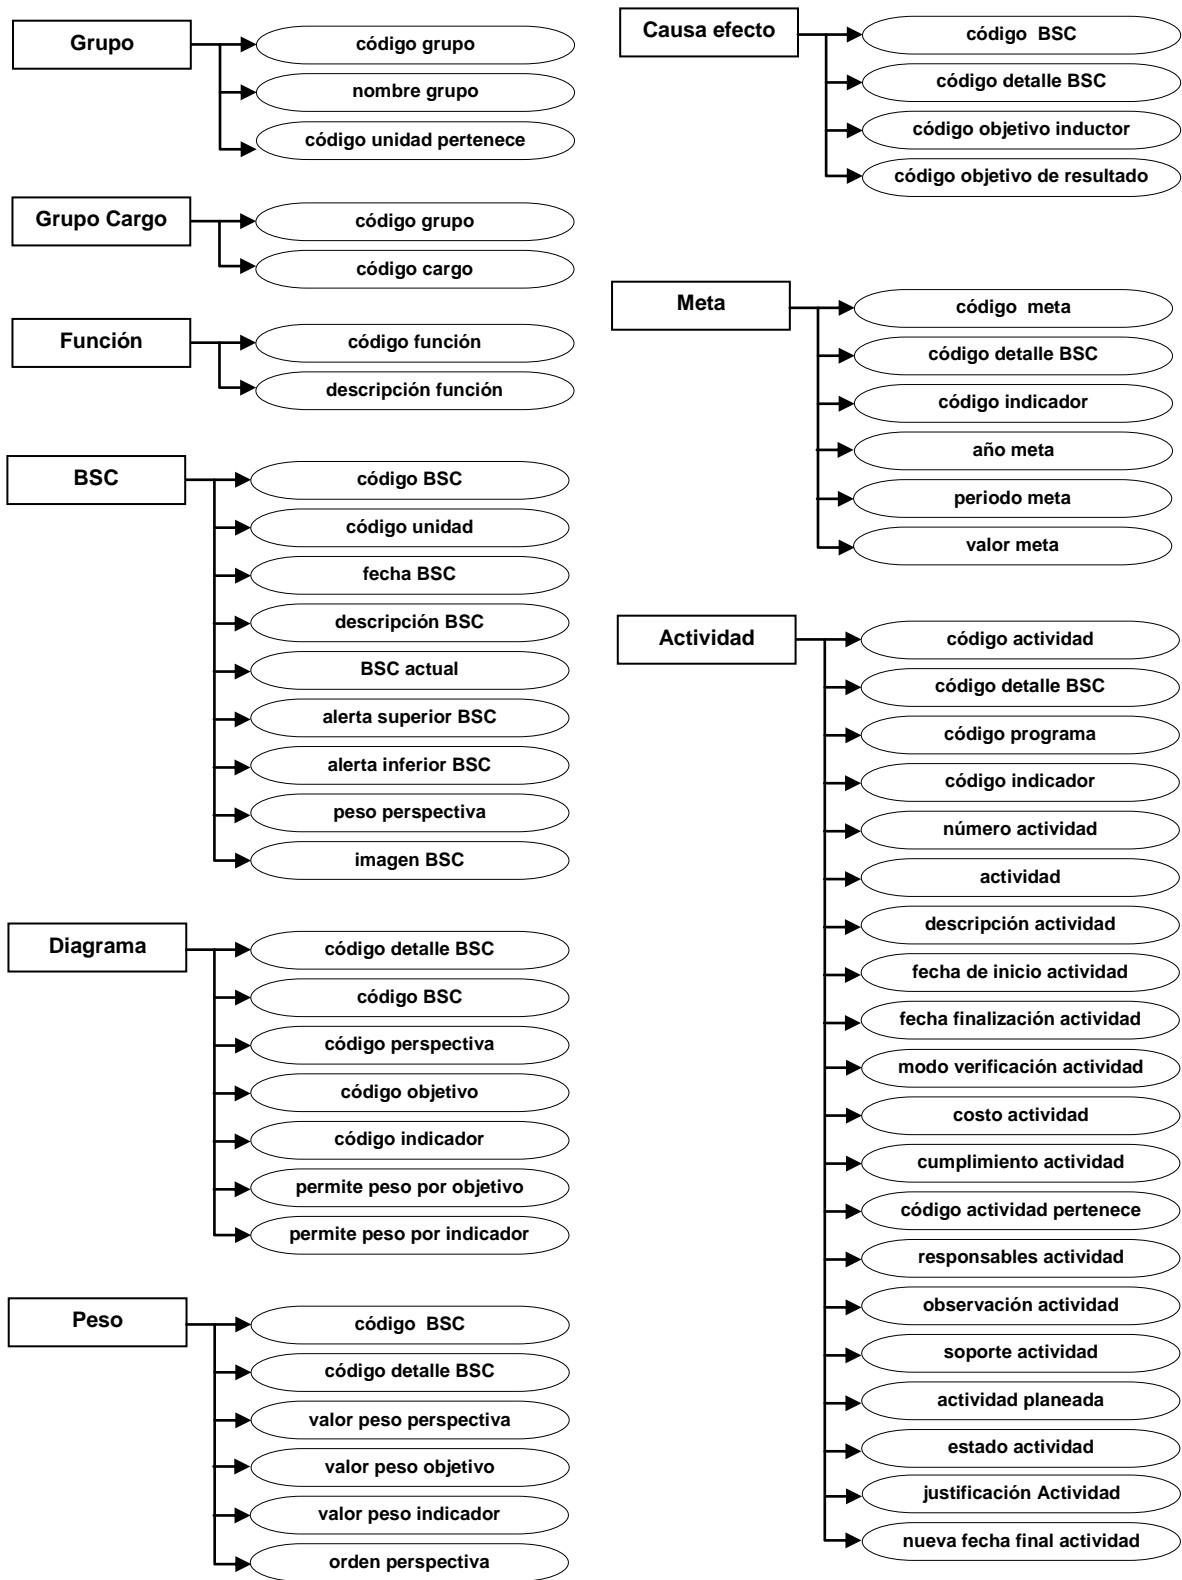 Grupo
código grupo
nombre grupo
código unidad pertenece
Grupo Cargo
código grupo
código cargo
Función
código función
descripción función
BSC
código BSC
código unidad
fecha BSC
descripción BSC
BSC actual
alerta superior BSC
alerta inferior BSC
peso perspectiva
imagen BSC
Diagrama
código detalle BSC
código BSC
código perspectiva
código objetivo
código indicador
permite peso por objetivo
permite peso por indicador
Peso
código BSC
código detalle BSC
valor peso perspectiva
valor peso objetivo
valor peso indicador
orden perspectiva
Causa efecto
código BSC
código detalle BSC
código objetivo inductor
código objetivo de resultado
Meta
código meta
código detalle BSC
código indicador
año meta
periodo meta
valor meta
Actividad
código actividad
código detalle BSC
código programa
código indicador
número actividad
actividad
descripción actividad
fecha de inicio actividad
fecha finalización actividad
modo verificación actividad
costo actividad
cumplimiento actividad
código actividad pertenece
responsables actividad
observación actividad
soporte actividad
actividad planeada
estado actividad
justificación Actividad
nueva fecha final actividad